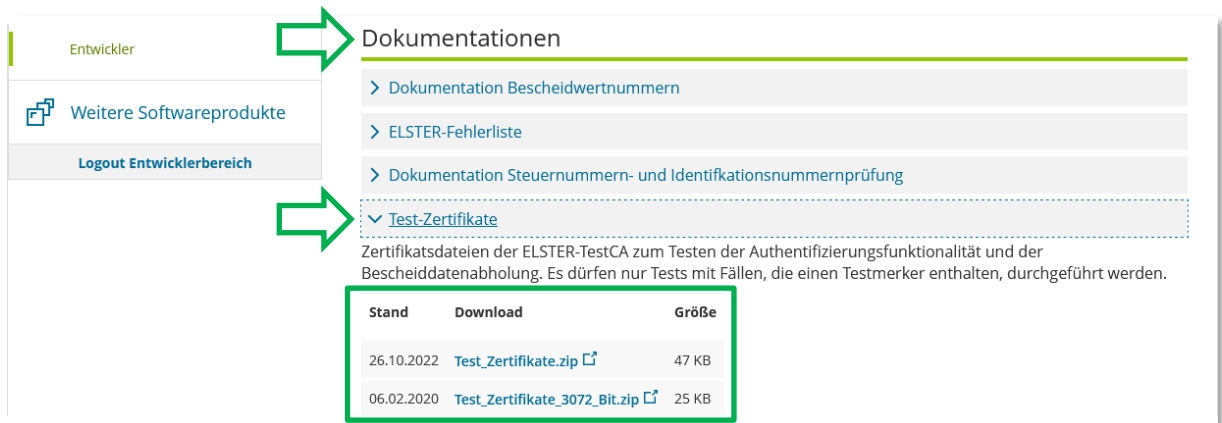 Entwickler
Weitere Softwareprodukte
Logout Entwicklerbereich
Dokumentationen
Dokumentation Bescheidwertnummern
ELSTER-Fehlerliste
Dokumentation Steuernummern- und Identifkationsnummernprüfung
Test-Zertifikate
Zertifikatsdateien der ELSTER-TestCA zum Testen der Authentifizierungsfunktionalität und der
Bescheiddatenabholung. Es dürfen nur Tests mit Fällen, die einen Testmerker enthalten, durchgeführt werden.
Stand Download Größe
26.10.2022 Test_Zertifikate.zip 47 KB
06.02.2020 Test_Zertifikate_3072_Bit.zip 25 KB